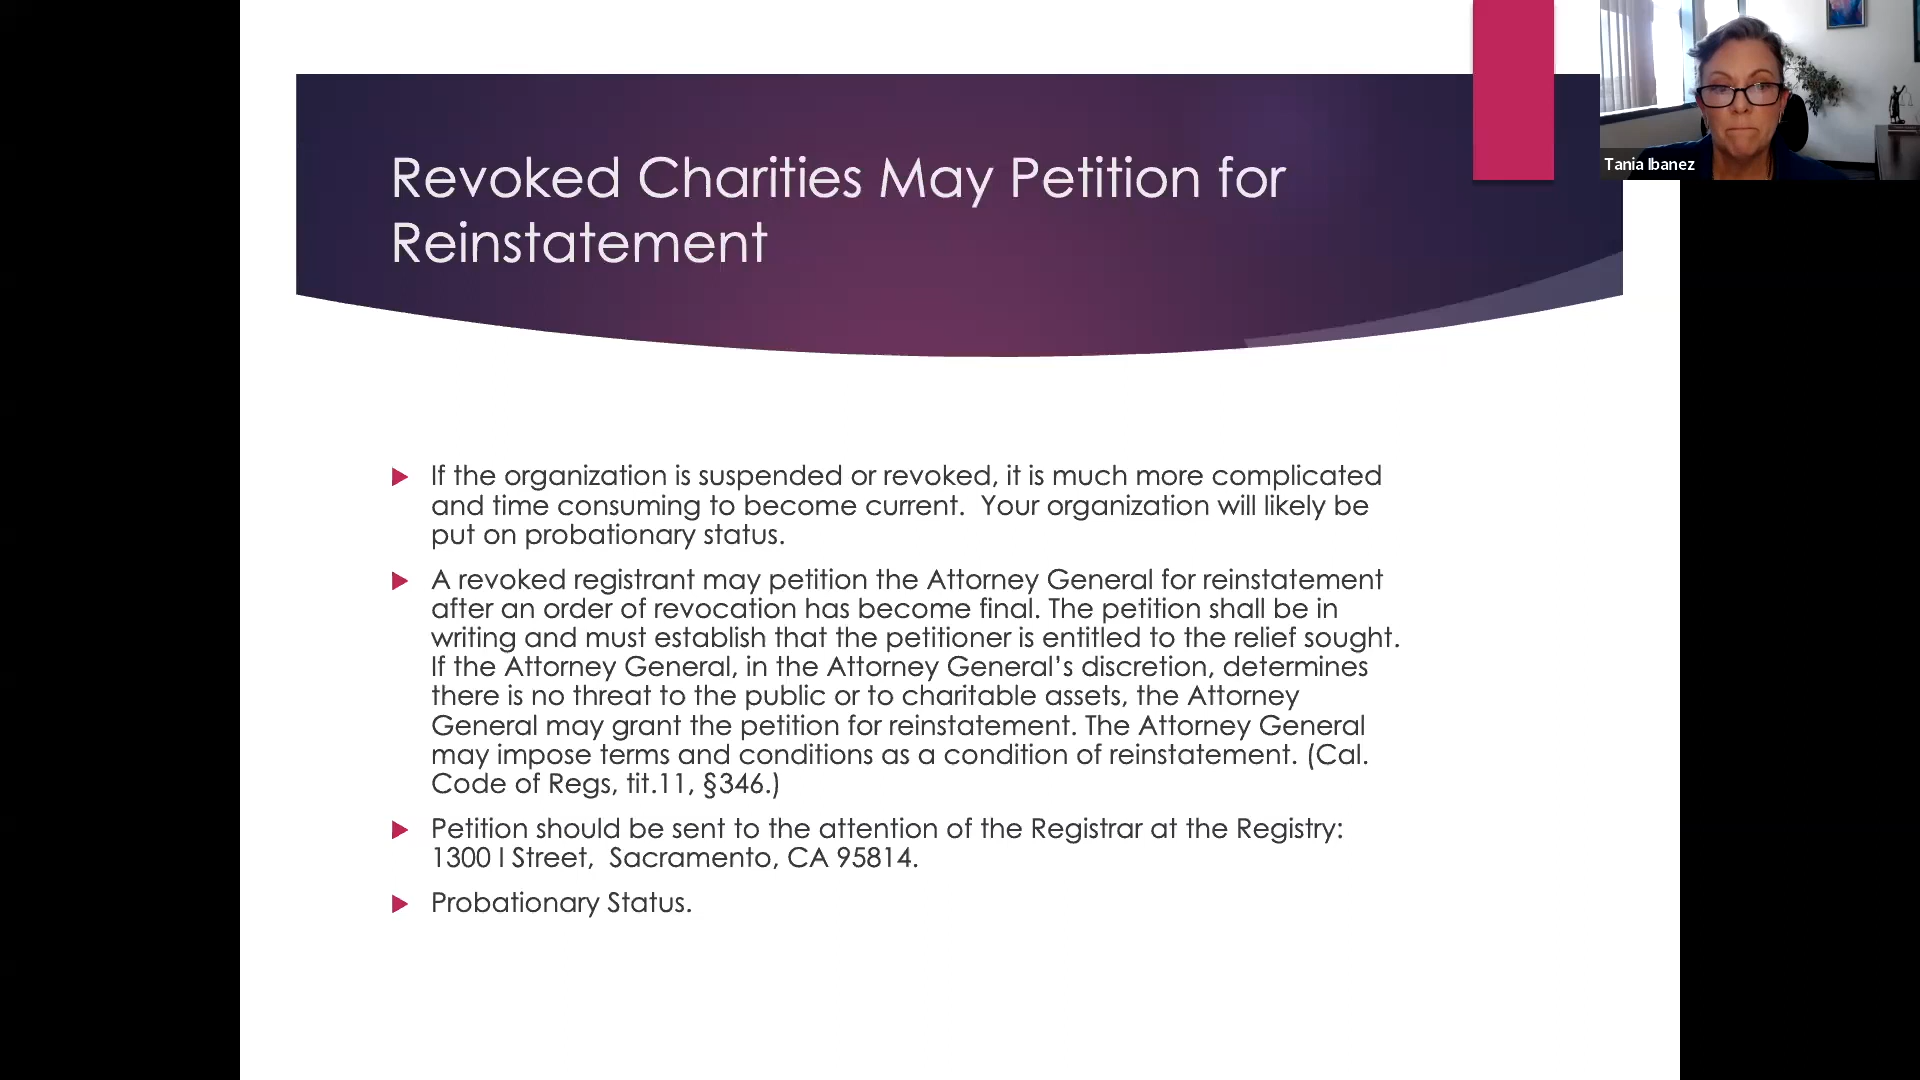 Revoked Charities May Petition for
Reinstatement
Tania Ibanez
If the organization is suspended or revoked, it is much more complicated
and time consuming to become current.  Your organization will likely be
put on probationary status.
A revoked registrant may petition the Attorney General for reinstatement
after an order of revocation has become final. The petition shall be in
writing and must establish that the petitioner is entitled to the relief sought.
If the Attorney General, in the Attorney General’s discretion, determines
there is no threat to the public or to charitable assets, the Attorney
General may grant the petition for reinstatement. The Attorney General
may impose terms and conditions as a condition of reinstatement. (Cal.
Code of Regs, tit.11, §346.)
Petition should be sent to the attention of the Registrar at the Registry:
1300 I Street,  Sacramento, CA 95814.
Probationary Status.